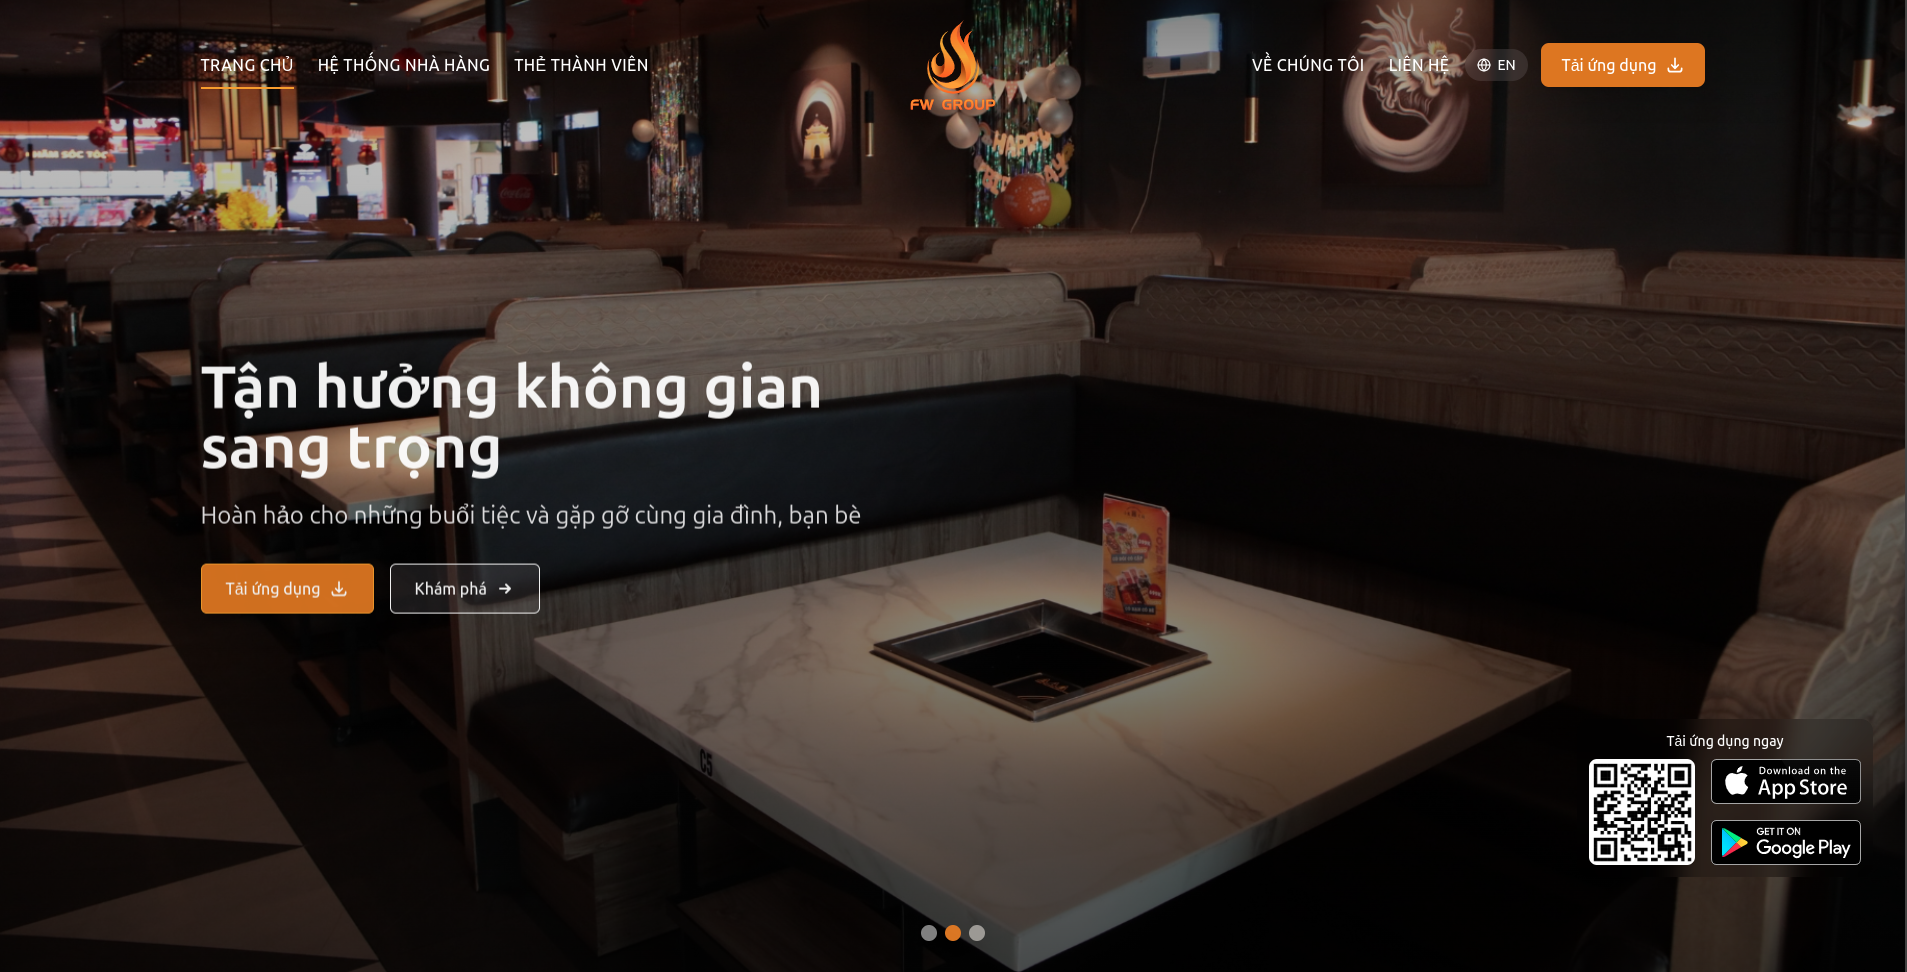 TRANG CHỦ
HỆ THỐNG NHÀ HÀNG
THẺ THÀNH VIÊN
FW GROUP
VỀ CHÚNG TÔI
LIÊN HỆ
EN
Tải ứng dụng
HAPPY
Tận hưởng không gian
sang trọng
Hoàn hảo cho những buổi tiệc và gặp gỡ cùng gia đình, bạn bè
Tải ứng dụng
Khám phá
C5
Tải ứng dụng ngay
Download on the
App Store
GET IT ON
Google Play